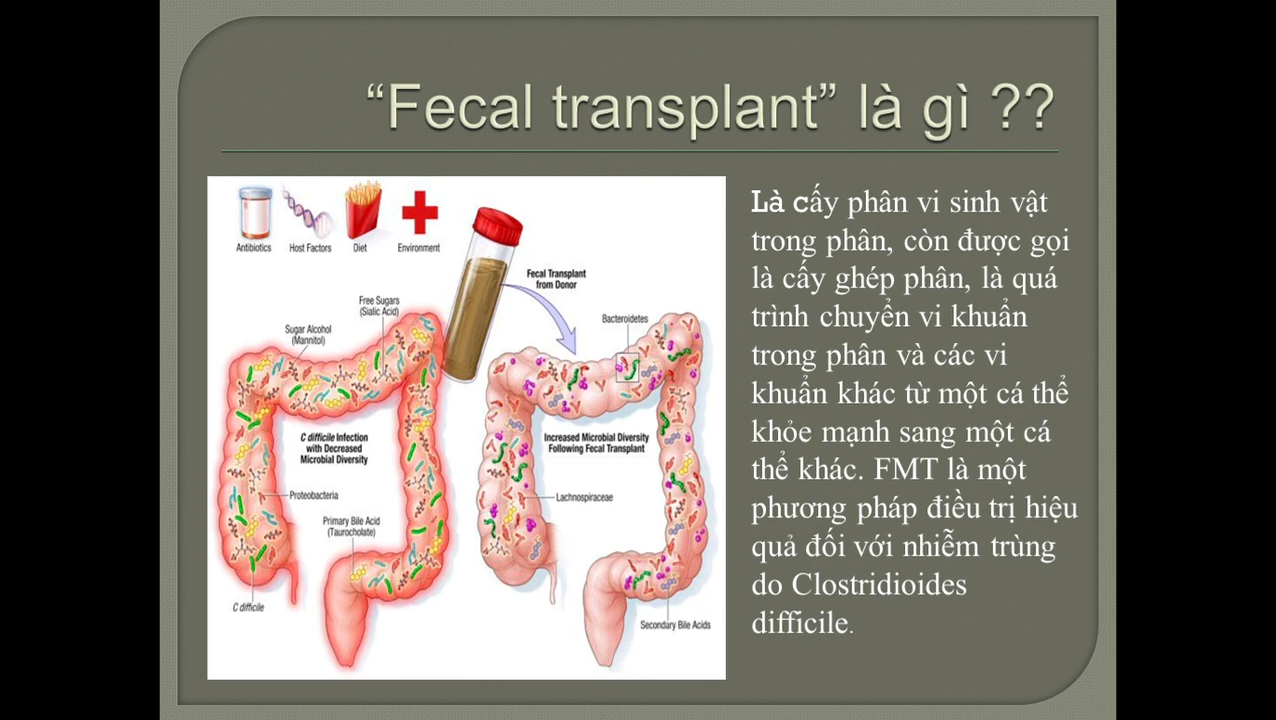 “Fecal transplant” là gì ??
Antibiotics
Host Factors
Diet
Environment
Fecal Transplant
from Donor
Free Sugars
(Sialic Acid)
Sugar Alcohol
(Mannitol)
Bacteroidetes
C difficile Infection
with Decreased
Microbial Diversity
Increased Microbial Diversity
Following Fecal Transplant
Proteobacteria
Lachnospiraceae
Primary Bile Acid
(Taurocholate)
C difficile
Secondary Bile Acids
Là cấy phân vi sinh vật
trong phân, còn được gọi
là cấy ghép phân, là quá
trình chuyển vi khuẩn
trong phân và các vi
khuẩn khác từ một cá thể
khỏe mạnh sang một cá
thể khác. FMT là một
phương pháp điều trị hiệu
quả đối với nhiễm trùng
do Clostridioides
difficile.